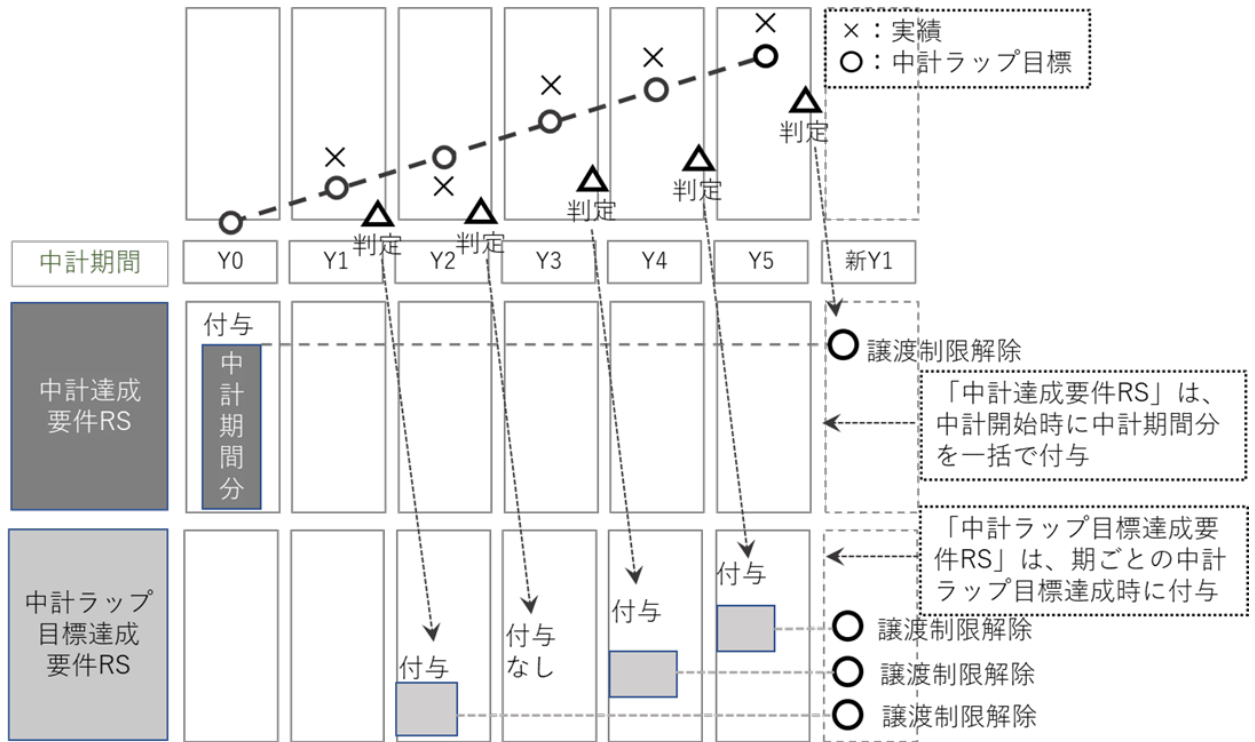 ×：実績
○：中計ラップ目標
判定
判定
判定
判定
判定
中計期間
Y0
Y1
Y2
Y3
Y4
Y5
新Y1
中計達成
要件RS
付与
中計期間分
譲渡制限解除
「中計達成要件RS」は、
中計開始時に中計期間分
を一括で付与
中計ラップ
目標達成
要件RS
付与
付与
なし
付与
付与
「中計ラップ目標達成要
件RS」は、期ごとの中計
ラップ目標達成時に付与
譲渡制限解除
譲渡制限解除
譲渡制限解除